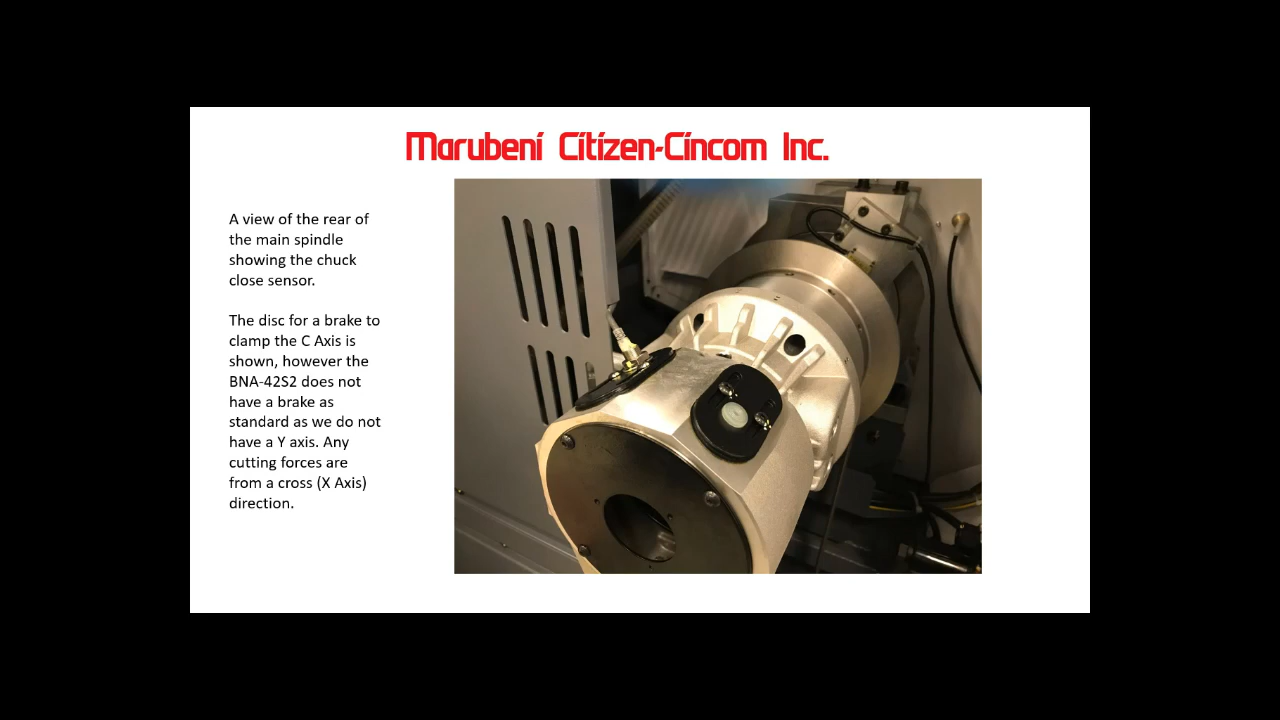 Marubeni Citizen-Cincom Inc.
A view of the rear of
the main spindle
showing the chuck
close sensor.
The disc for a brake to
clamp the C Axis is
shown, however the
BNA-42S2 does not
have a brake as
standard as we do not
have a Y axis. Any
cutting forces are
from a cross (X Axis)
direction.